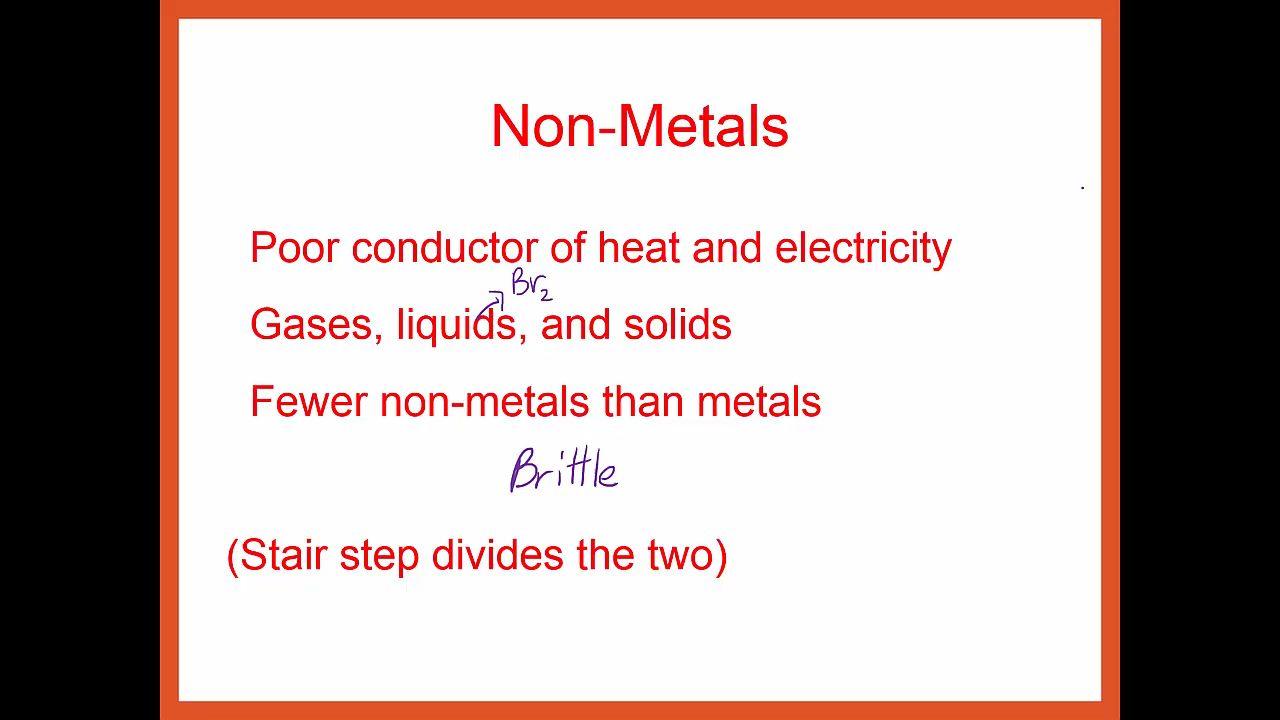 Non-Metals
Poor conductor of heat and electricity
Br2
Gases, liquids, and solids
Fewer non-metals than metals
Brittle
(Stair step divides the two)